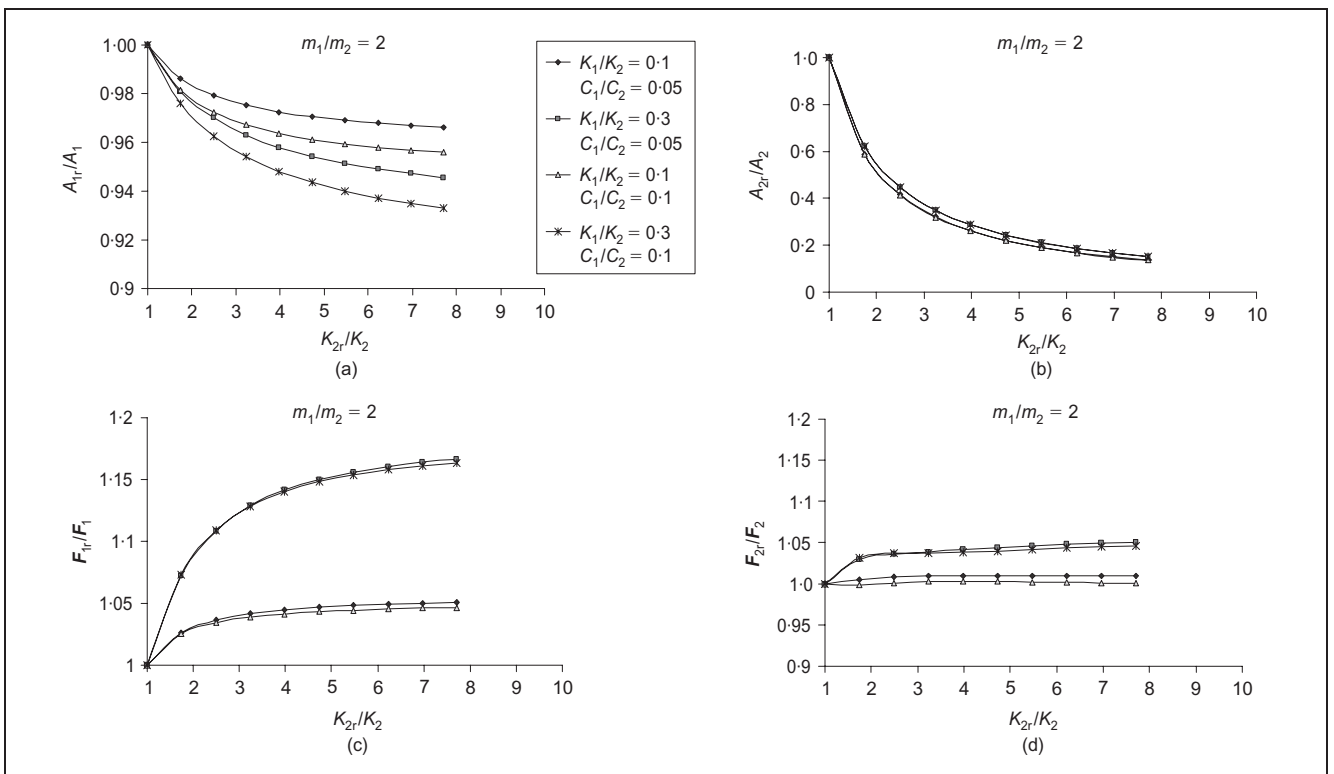 m₁/m₂ = 2
1·00
0·98
0·96
0·94
0·92
0·9
A₁ᵣ/A₁
1 2 3 4 5 6 7 8 9 10
K₂ᵣ/K₂
(a)
K₁/K₂ = 0·1
C₁/C₂ = 0·05
K₁/K₂ = 0·3
C₁/C₂ = 0·05
K₁/K₂ = 0·1
C₁/C₂ = 0·1
K₁/K₂ = 0·3
C₁/C₂ = 0·1
m₁/m₂ = 2
1·0
0·8
0·6
0·4
0·2
0
A₂ᵣ/A₂
1 2 3 4 5 6 7 8 9 10
K₂ᵣ/K₂
(b)
m₁/m₂ = 2
1·2
1·15
1·1
1·05
1
F₁ᵣ/F₁
1 2 3 4 5 6 7 8 9 10
K₂ᵣ/K₂
(c)
m₁/m₂ = 2
1·2
1·15
1·1
1·05
1·0
0·95
0·9
F₂ᵣ/F₂
1 2 3 4 5 6 7 8 9 10
K₂ᵣ/K₂
(d)